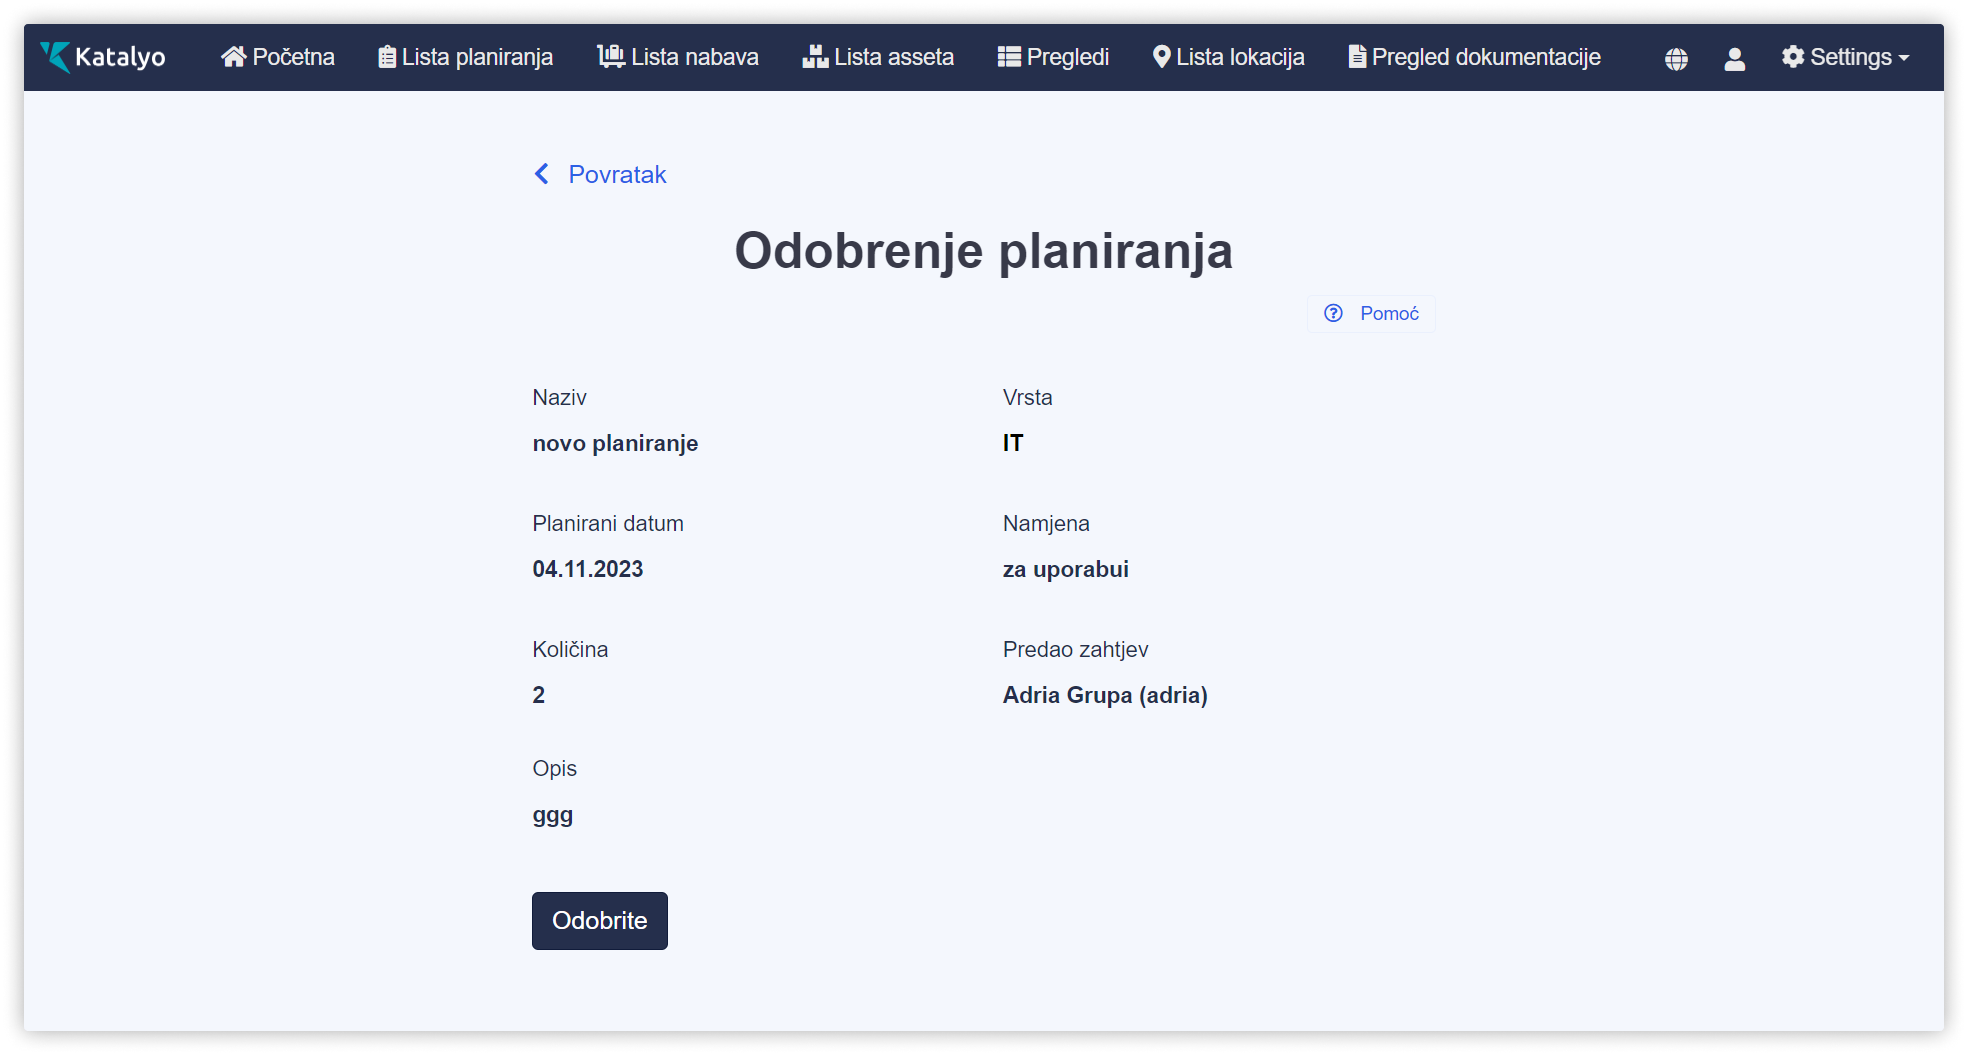 Katalyo Početna Lista planiranja Lista nabava Lista asseta Pregledi Lista lokacija Pregled dokumentacije Settings
Povratak
Odobrenje planiranja
Pomoć
Naziv Vrsta
novo planiranje IT
Planirani datum Namjena
04.11.2023 za uporabui
Količina Predao zahtjev
2 Adria Grupa (adria)
Opis
ggg
Odobrite